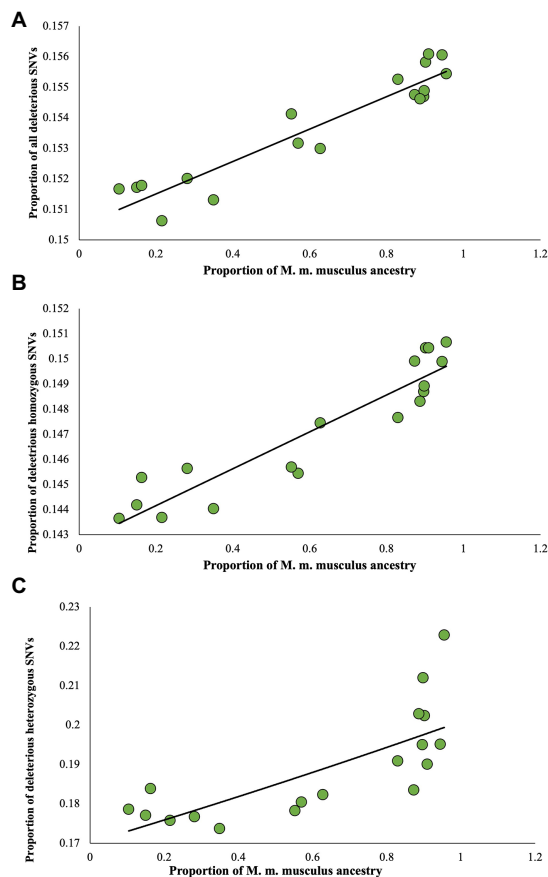 A
Proportion of all deleterious SNVs
0.157
0.156
0.155
0.154
0.153
0.152
0.151
0.15
0 0.2 0.4 0.6 0.8 1 1.2
Proportion of M. m. musculus ancestry
B
Proportion of deleetrious homozygous SNVs
0.152
0.151
0.15
0.149
0.148
0.147
0.146
0.145
0.144
0.143
0 0.2 0.4 0.6 0.8 1 1.2
Proportion of M. m. musculus ancestry
C
Proportion of deleterious heterozygous SNVs
0.23
0.22
0.21
0.2
0.19
0.18
0.17
0 0.2 0.4 0.6 0.8 1 1.2
Proportion of M. m. musculus ancestry